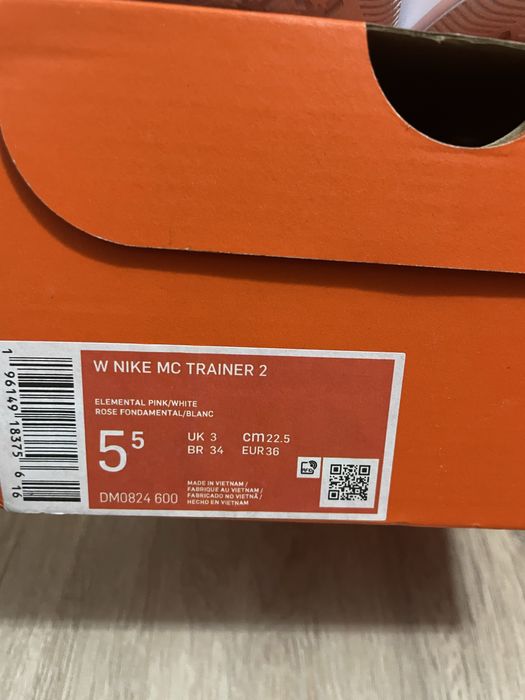 W NIKE MC TRAINER 2
ELEMENTAL PINK/WHITE
ROSE FONDAMENTAL/BLANC
5⁵
UK 3 cm 22.5
BR 34 EUR 36
DM0824 600
MADE IN VIETNAM /
FABRIQUÉ AU VIETNAM /
FABRICADO NO VIETNÃ /
HECHO EN VIETNAM
1 96149 18375 6 16